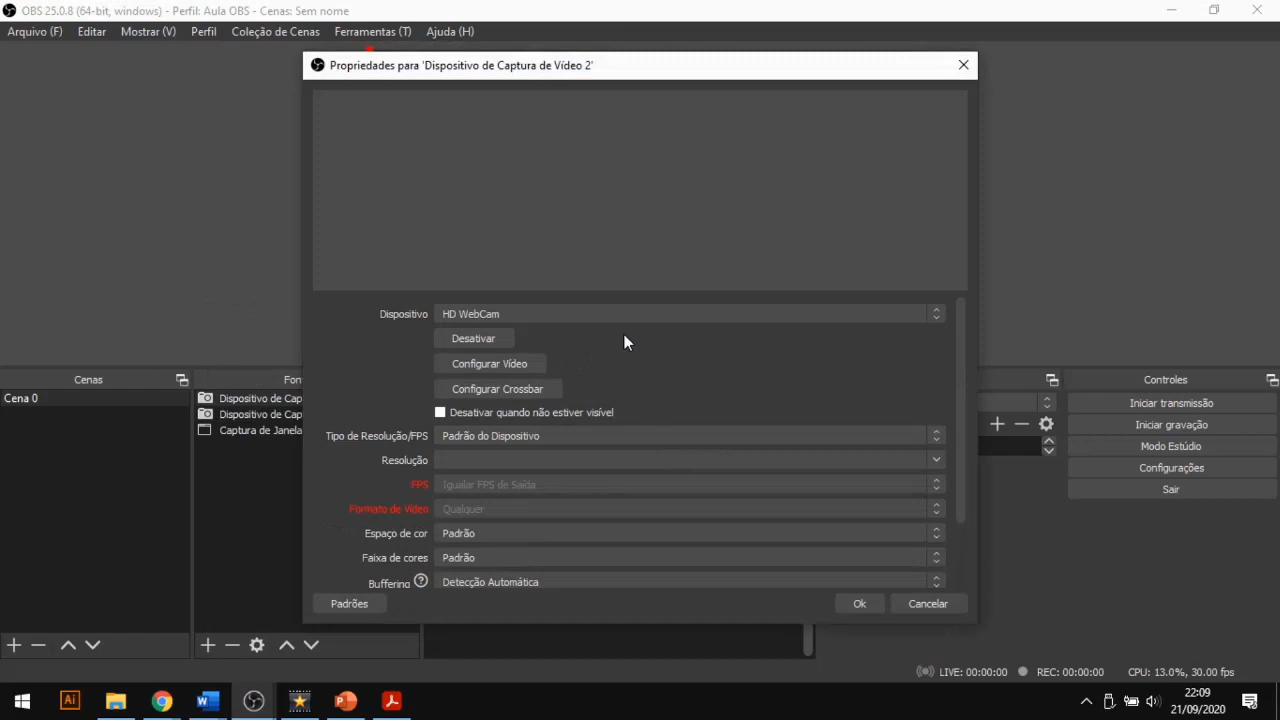 OBS 25.0.8 (64-bit, windows) - Perfil: Aula OBS - Cenas: Sem nome
Arquivo (F) Editar Mostrar (V) Perfil Coleção de Cenas Ferramentas (T) Ajuda (H)
Propriedades para 'Dispositivo de Captura de Vídeo 2'
Dispositivo HD WebCam
Desativar
Configurar Vídeo
Configurar Crossbar
Desativar quando não estiver visível
Tipo de Resolução/FPS Padrão do Dispositivo
Resolução
FPS Igualar FPS de Saída
Formato de Vídeo Qualquer
Espaço de cor Padrão
Faixa de cores Padrão
Buffering ? Detecção Automática
Padrões Ok Cancelar
Cenas
Cena 0
Fon
Dispositivo de Cap
Dispositivo de Cap
Captura de Janela
Controles
Iniciar transmissão
Iniciar gravação
Modo Estúdio
Configurações
Sair
LIVE: 00:00:00 REC: 00:00:00 CPU: 13.0%, 30.00 fps
Ai
W
P
22:09
21/09/2020